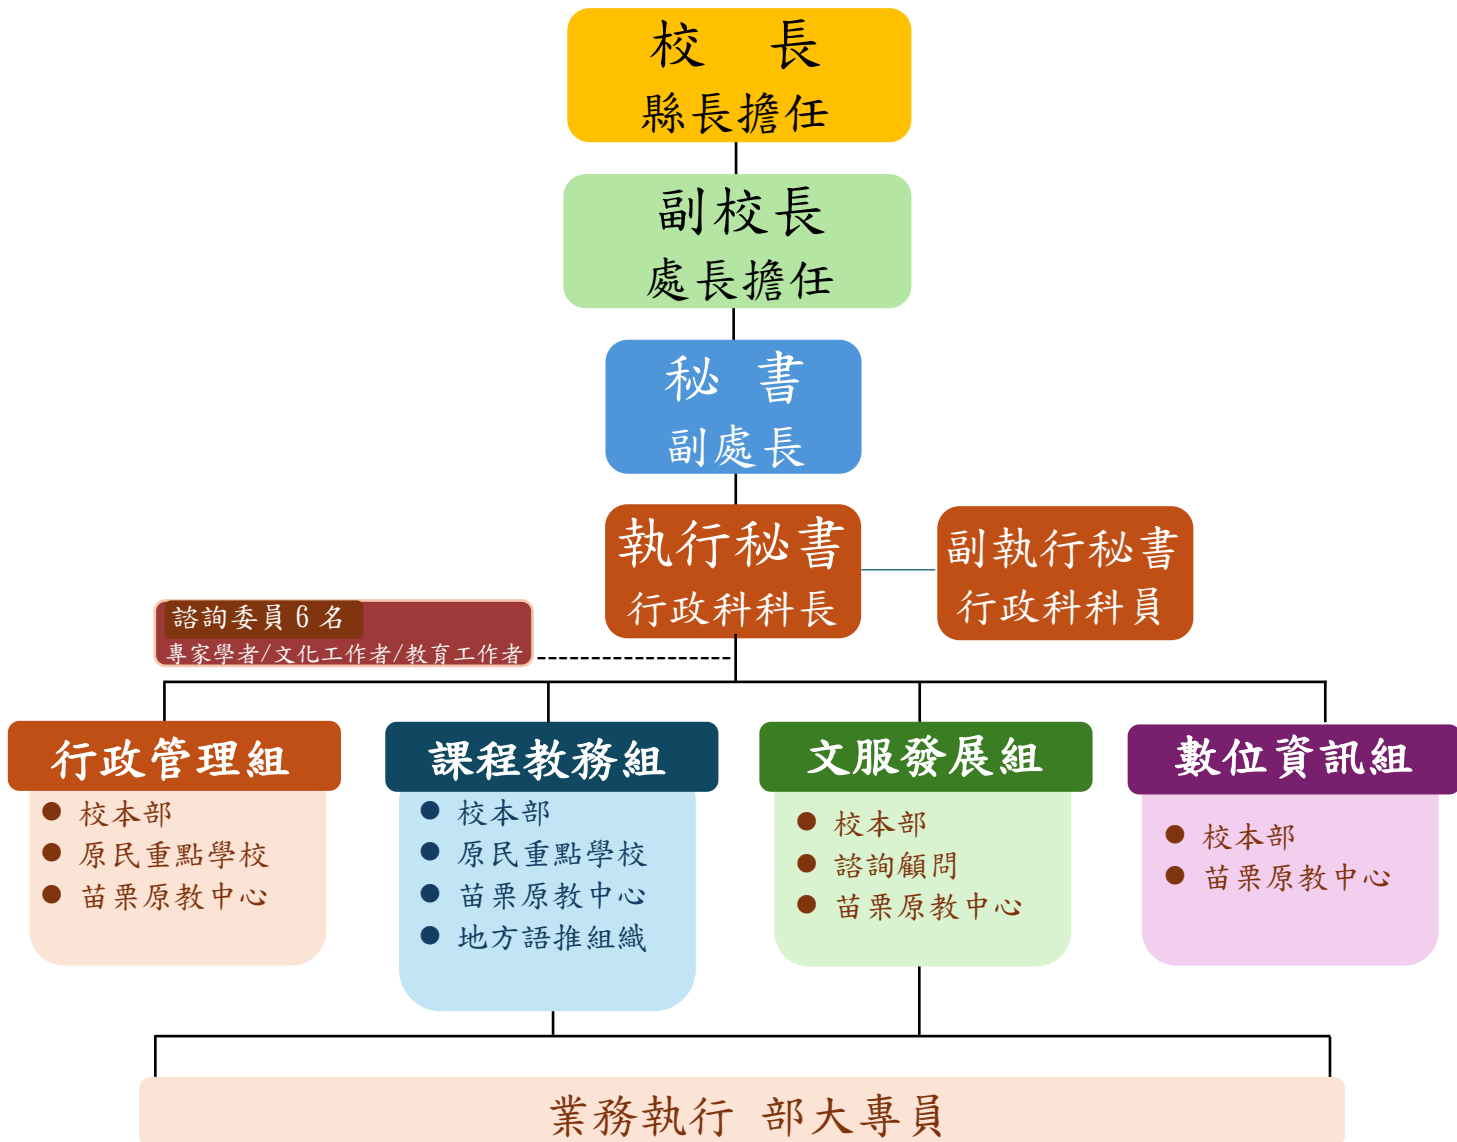 校 長
縣長擔任
副校長
處長擔任
秘 書
副處長
執行秘書
行政科科長
副執行秘書
行政科科員
諮詢委員 6 名
專家學者/文化工作者/教育工作者
行政管理組
● 校本部
● 原民重點學校
● 苗栗原教中心
課程教務組
● 校本部
● 原民重點學校
● 苗栗原教中心
● 地方語推組織
文服發展組
● 校本部
● 諮詢顧問
● 苗栗原教中心
數位資訊組
● 校本部
● 苗栗原教中心
業務執行 部大專員